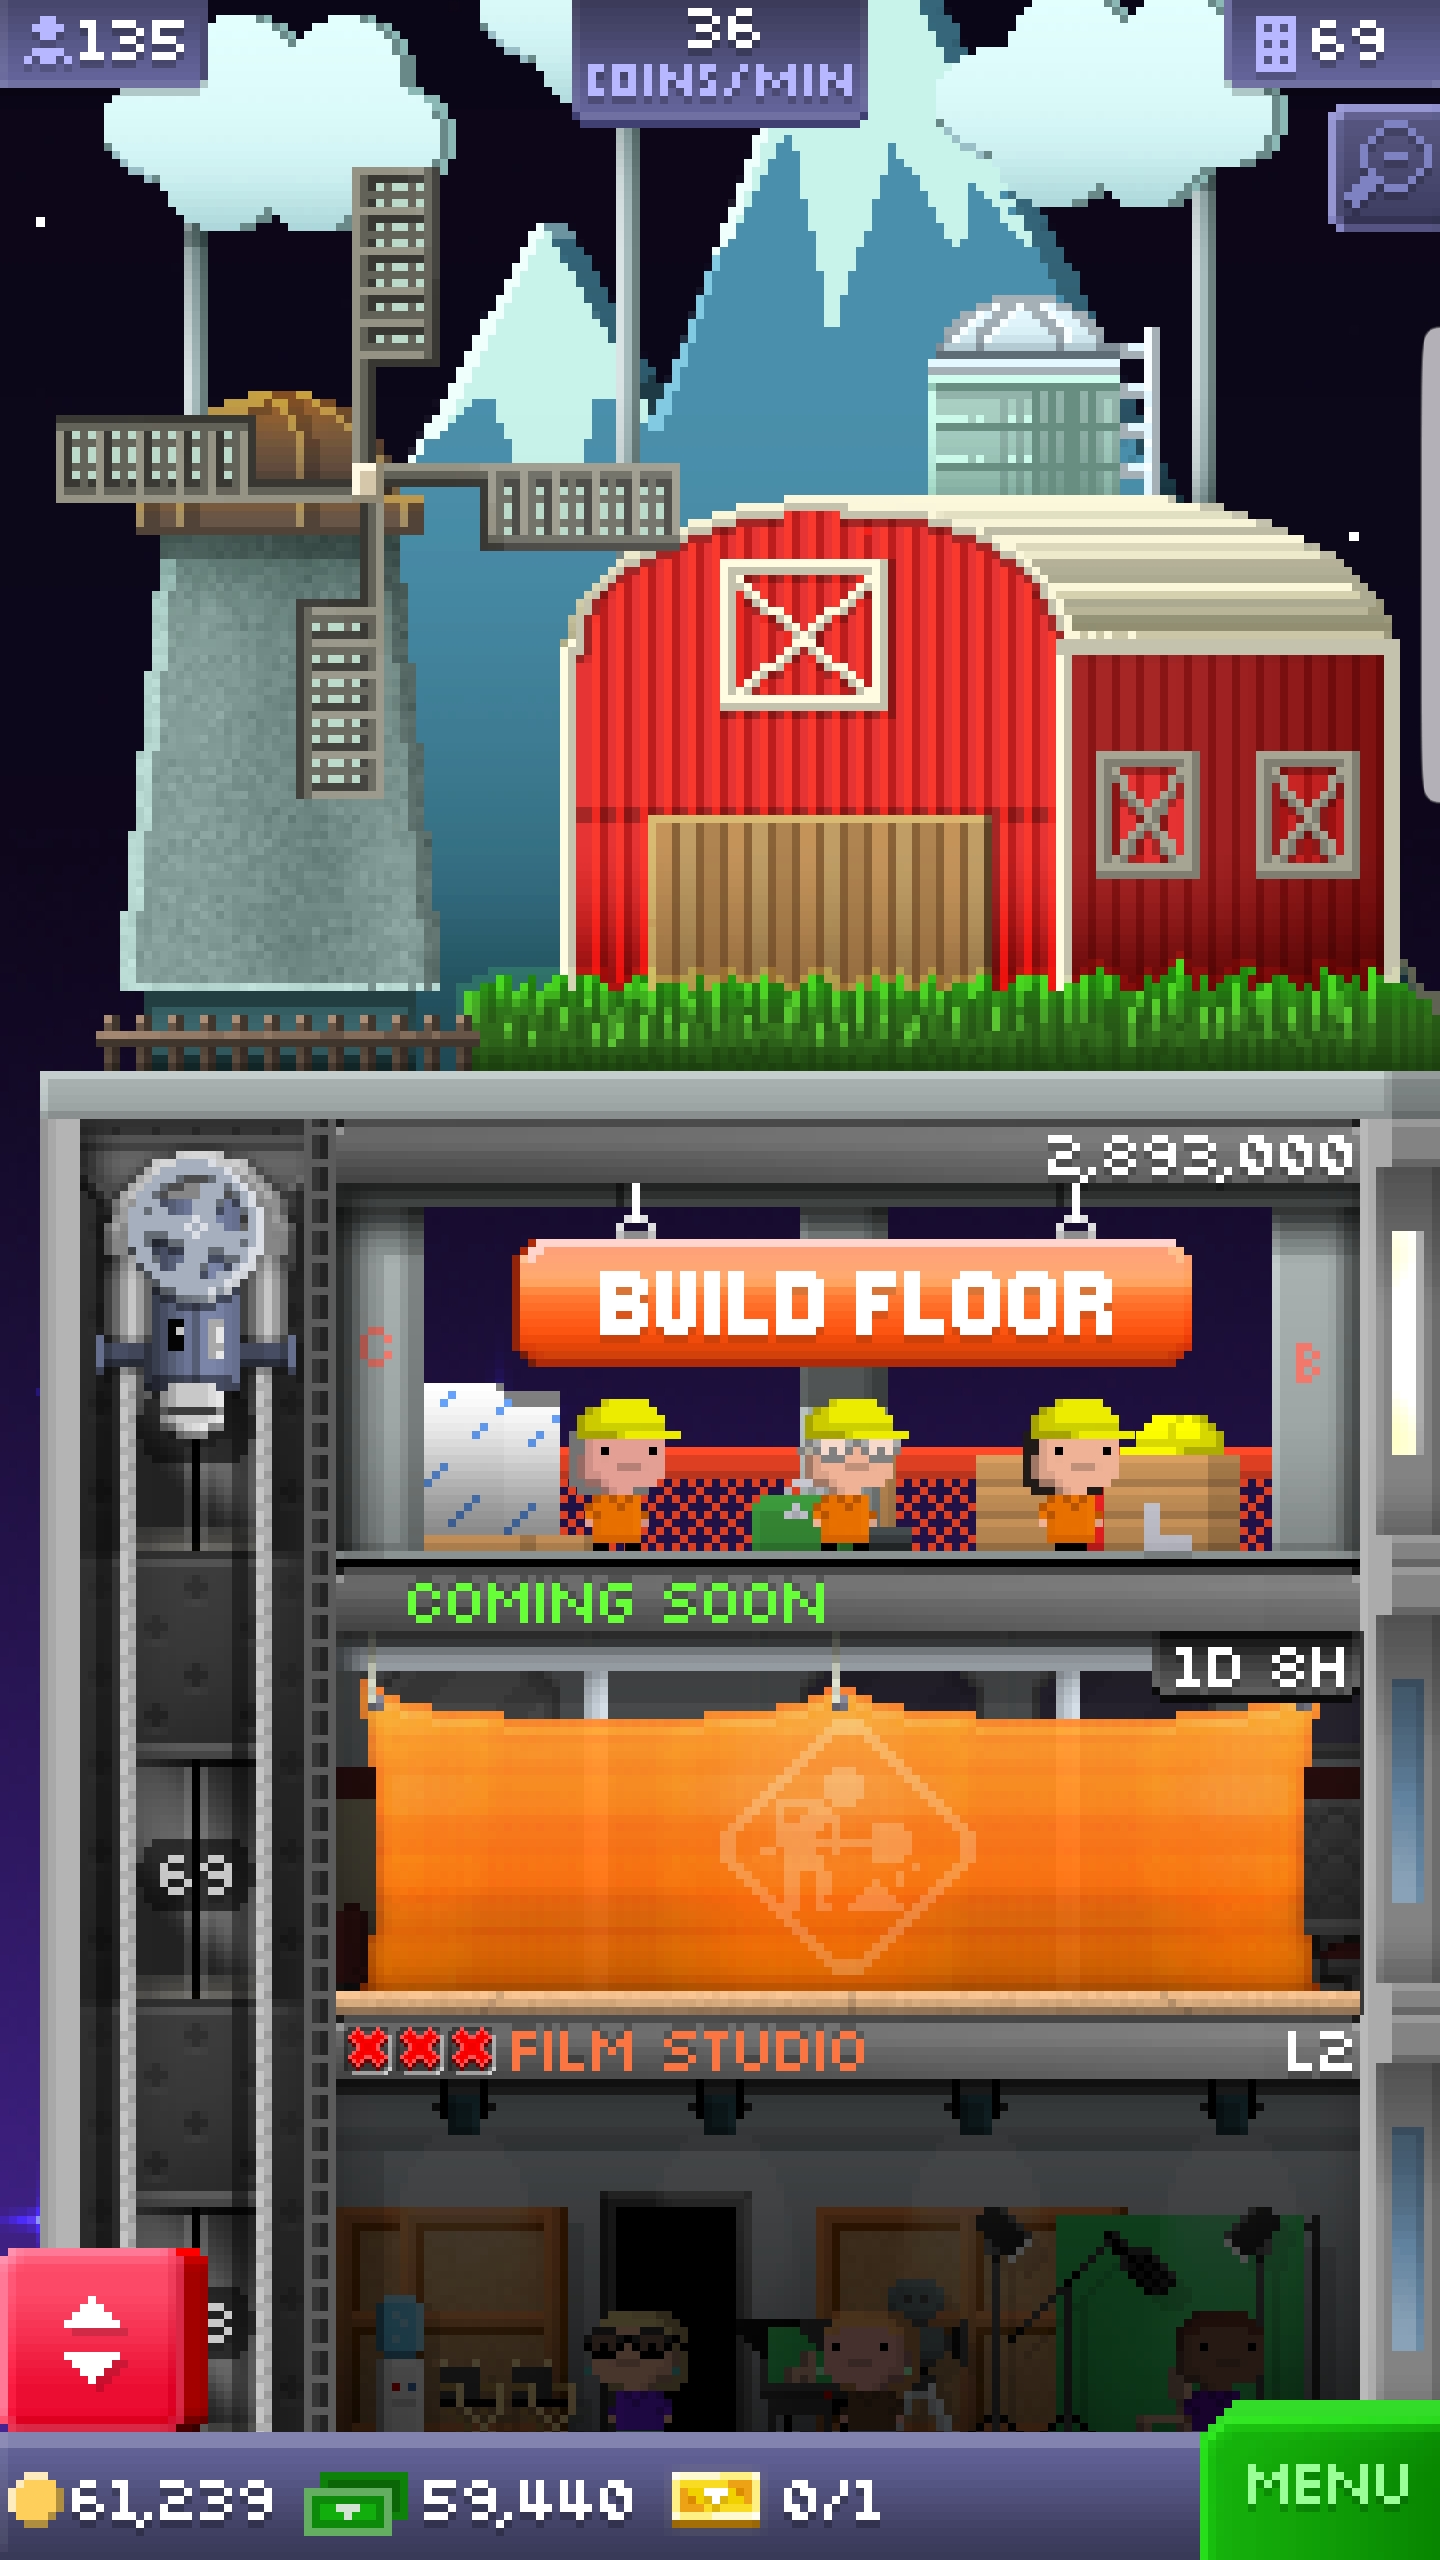 135
36
COINS/MIN
69
2,893,000
BUILD FLOOR
C
B
COMING SOON
1D 8H
69
FILM STUDIO
L2
61,239
59,440
0/1
MENU